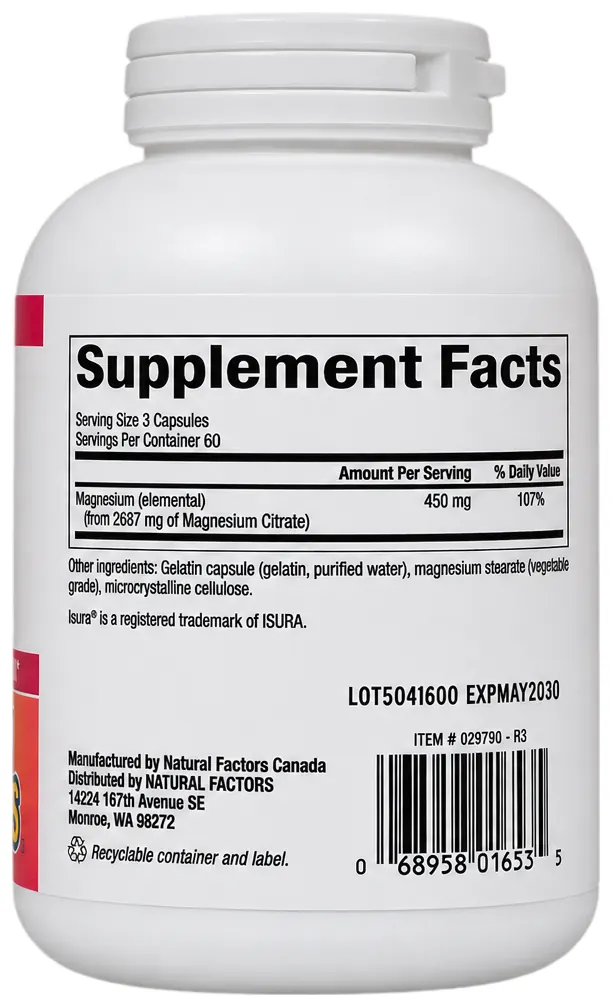 Supplement Facts
Serving Size 3 Capsules
Servings Per Container 60
Amount Per Serving % Daily Value
Magnesium (elemental) 450 mg 107%
(from 2687 mg of Magnesium Citrate)
Other ingredients: Gelatin capsule (gelatin, purified water), magnesium stearate (vegetable
grade), microcrystalline cellulose.
Isura® is a registered trademark of ISURA.
LOT5041600 EXPMAY2030
ITEM # 029790 - R3
Manufactured by Natural Factors Canada
Distributed by NATURAL FACTORS
14224 167th Avenue SE
Monroe, WA 98272
Recyclable container and label.
0 68958 01653 5